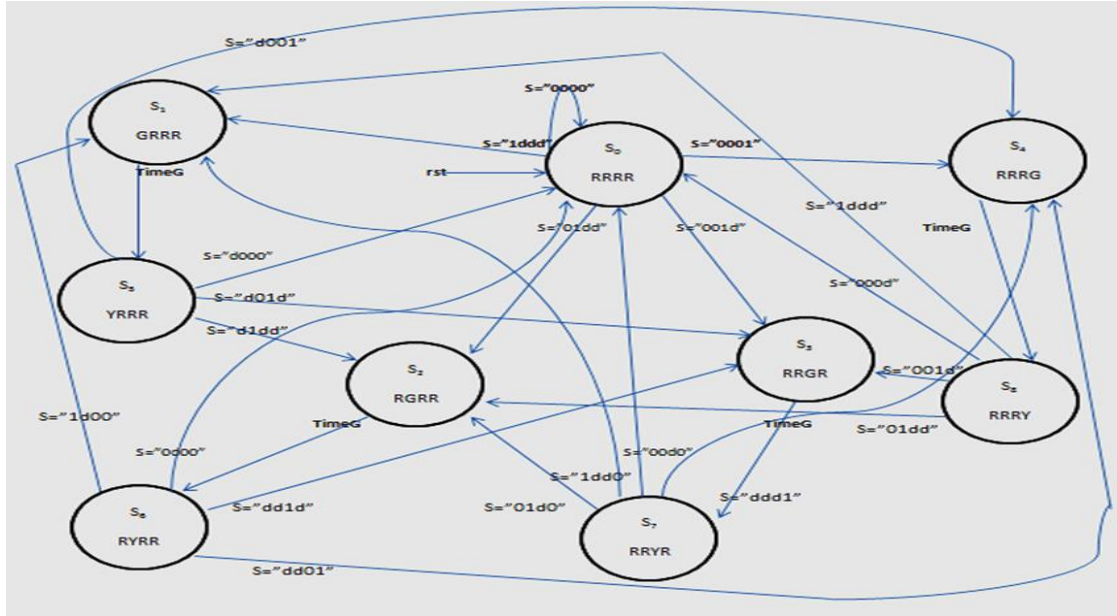 S="d001"
S="0000"
S₁
GRRR
S="1ddd"
S₀
RRRR
S="0001"
S₄
RRRG
TimeG
rst
S="1ddd"
S="01dd"
S="001d"
TimeG
S="d000"
S₅
YRRR
S="d01d"
S="000d"
S="d1dd"
S₂
RGRR
S₃
RRGR
S="001d"
S₈
RRRY
S="1d00"
TimeG
TimeG
S="01dd"
S="0d00"
S="00d0"
S="1dd0"
S="ddd1"
S="dd1d"
S="01d0"
S₆
RYRR
S₇
RRYR
S="dd01"